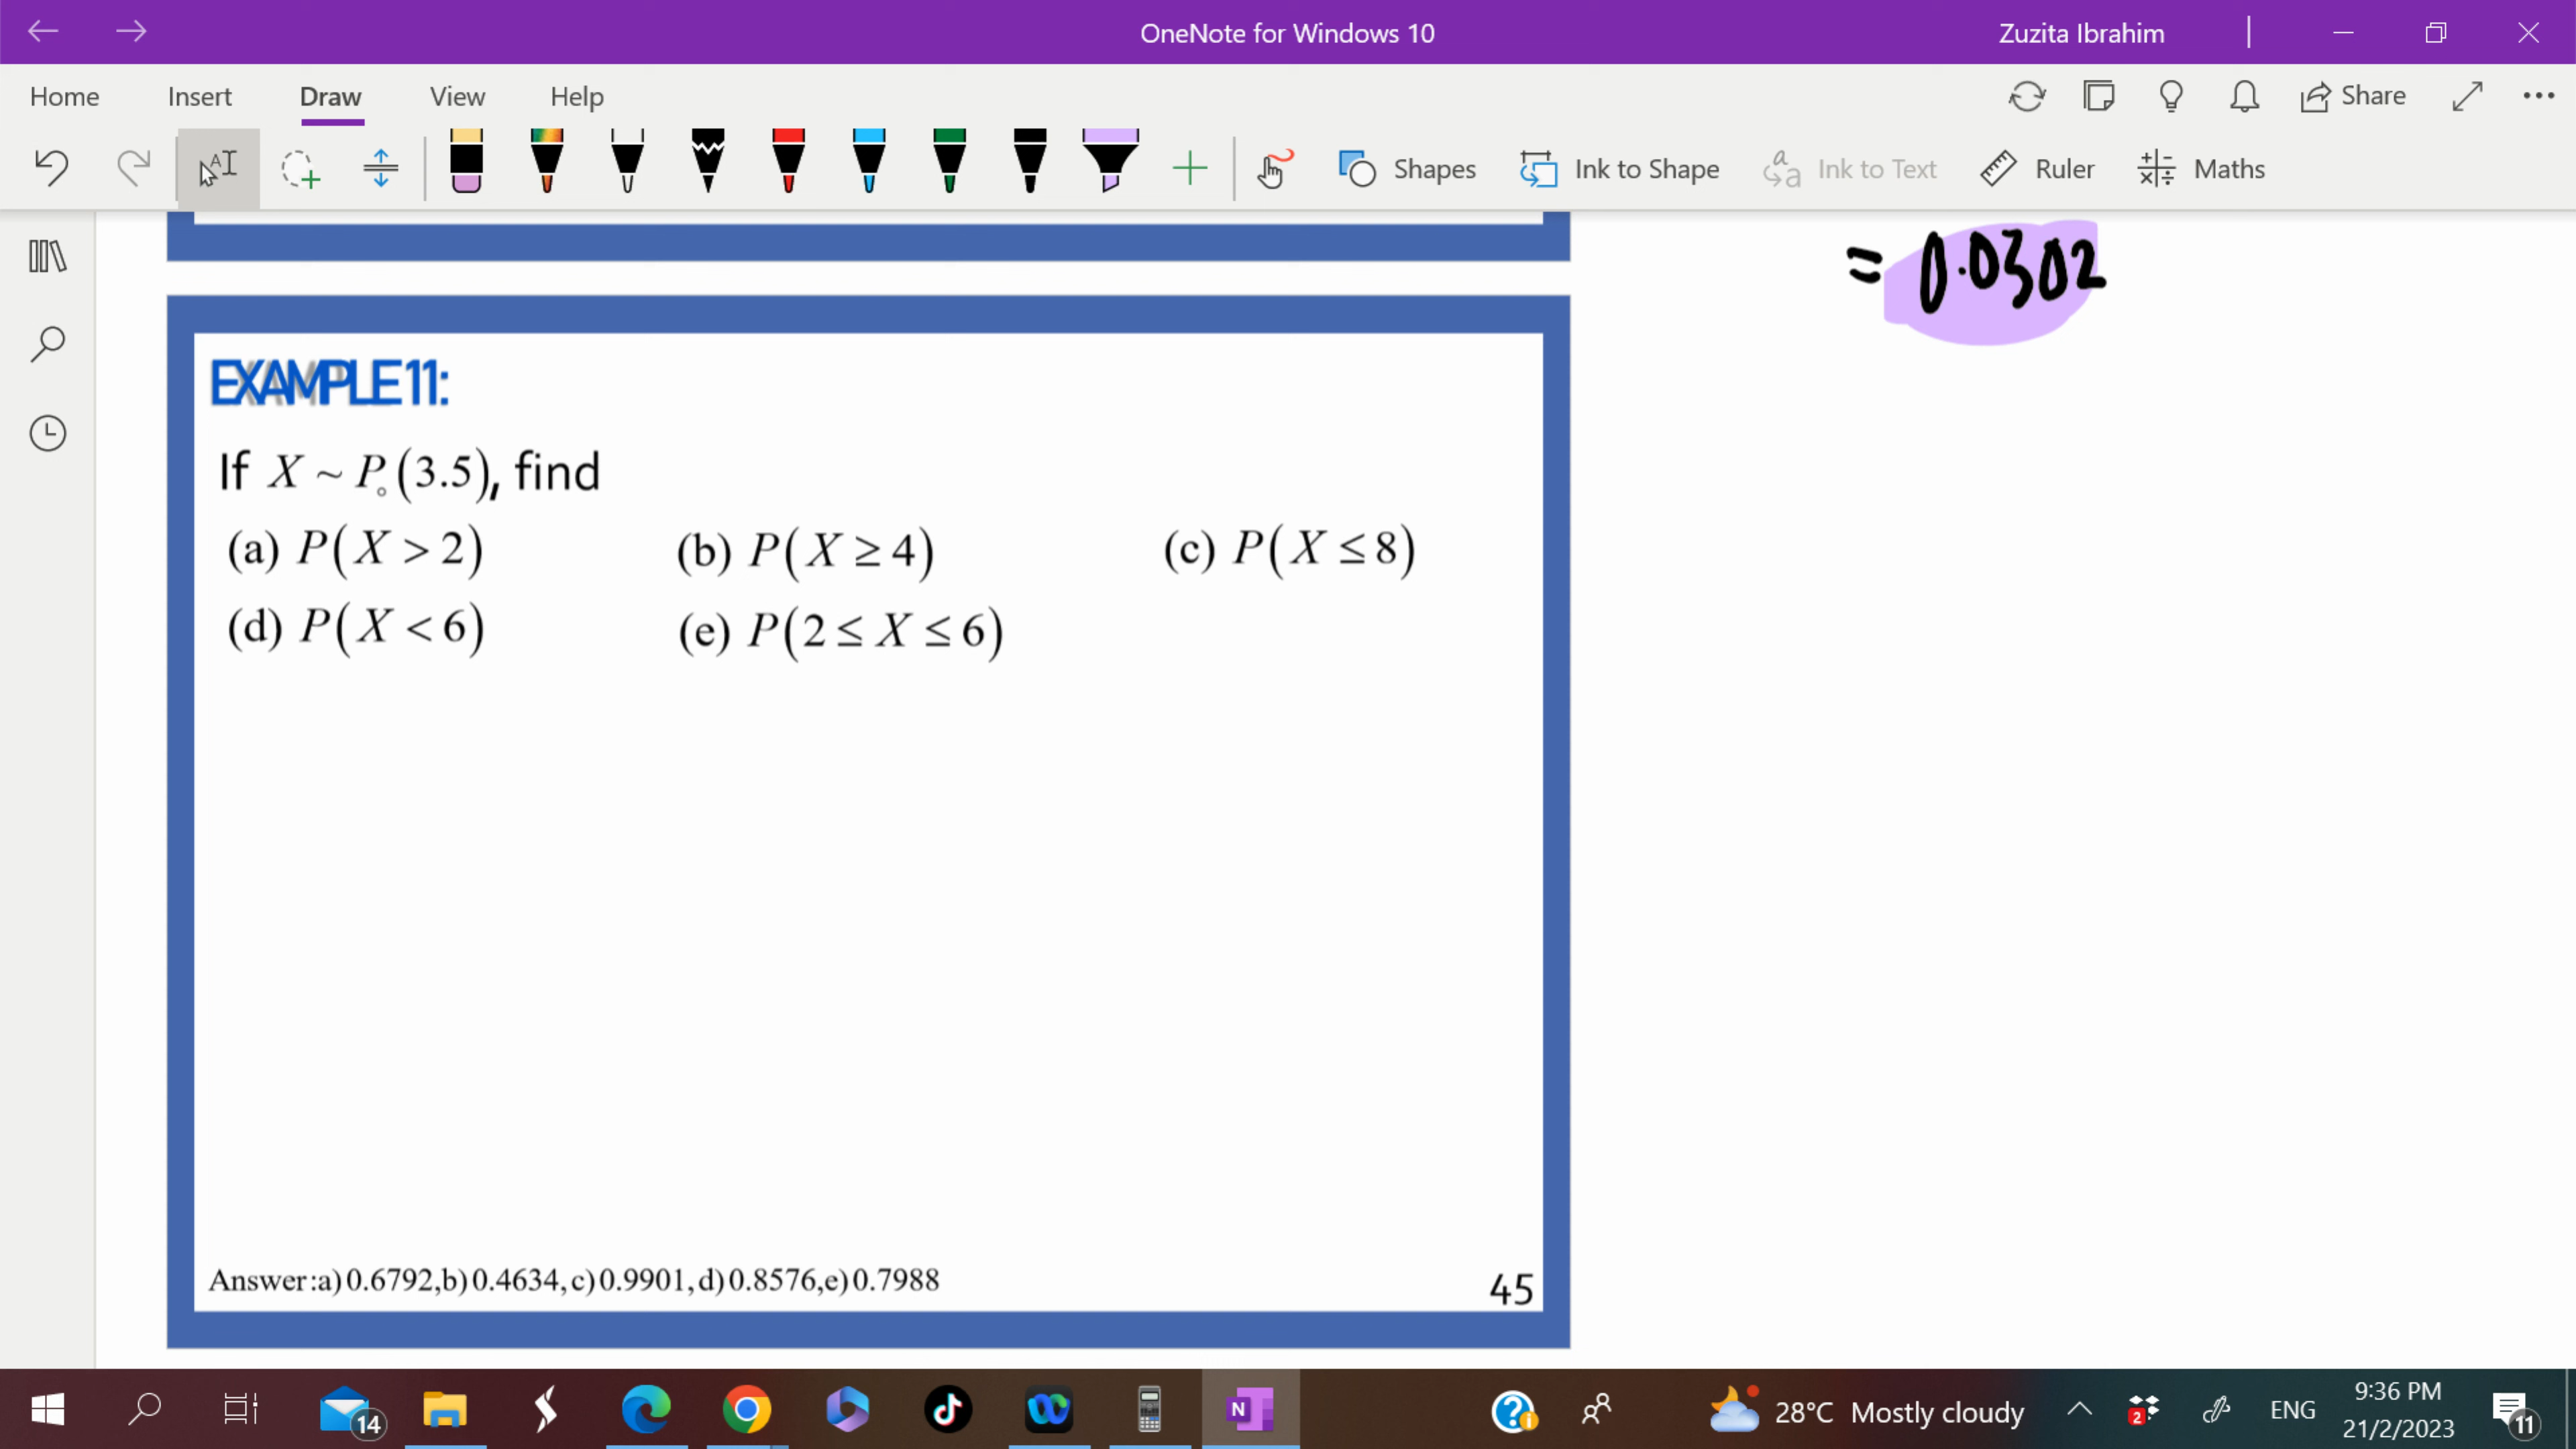 OneNote for Windows 10
Zuzita Ibrahim
Home Insert Draw View Help
Share
Shapes Ink to Shape Ink to Text Ruler Maths
= 0.0302
EXAMPLE 11:
If X ~ P∘(3.5), find
(a) P(X > 2) (b) P(X ≥ 4) (c) P(X ≤ 8)
(d) P(X < 6) (e) P(2 ≤ X ≤ 6)
Answer:a)0.6792,b)0.4634,c)0.9901,d)0.8576,e)0.7988
45
14
N
28°C Mostly cloudy
2
ENG
9:36 PM
21/2/2023
11